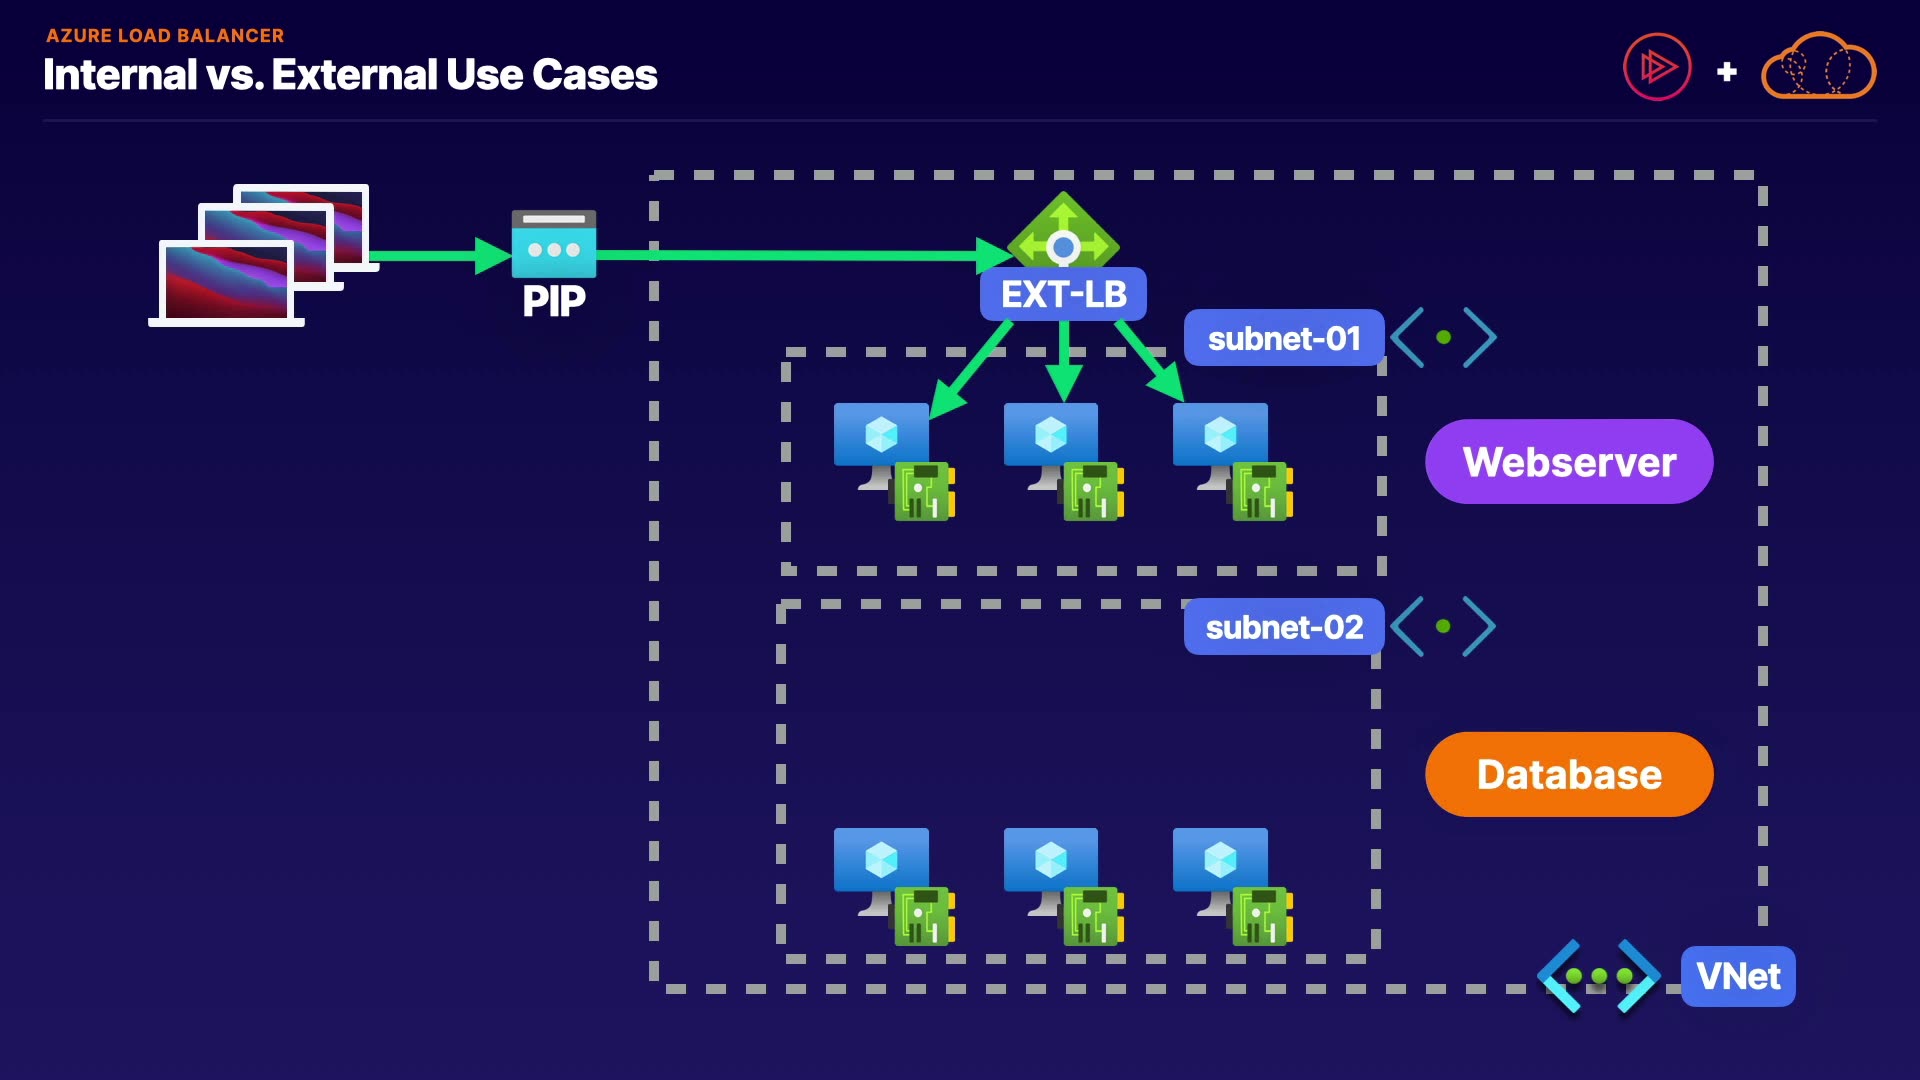 AZURE LOAD BALANCER
Internal vs. External Use Cases
PIP
EXT-LB
subnet-01
Webserver
subnet-02
Database
VNet